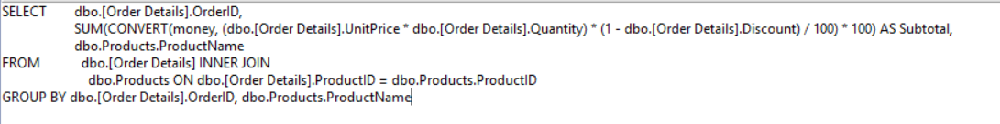 SELECT dbo.[Order Details].OrderID,
SUM(CONVERT(money, (dbo.[Order Details].UnitPrice * dbo.[Order Details].Quantity) * (1 - dbo.[Order Details].Discount) / 100) * 100) AS Subtotal,
dbo.Products.ProductName
FROM dbo.[Order Details] INNER JOIN
dbo.Products ON dbo.[Order Details].ProductID = dbo.Products.ProductID
GROUP BY dbo.[Order Details].OrderID, dbo.Products.ProductName